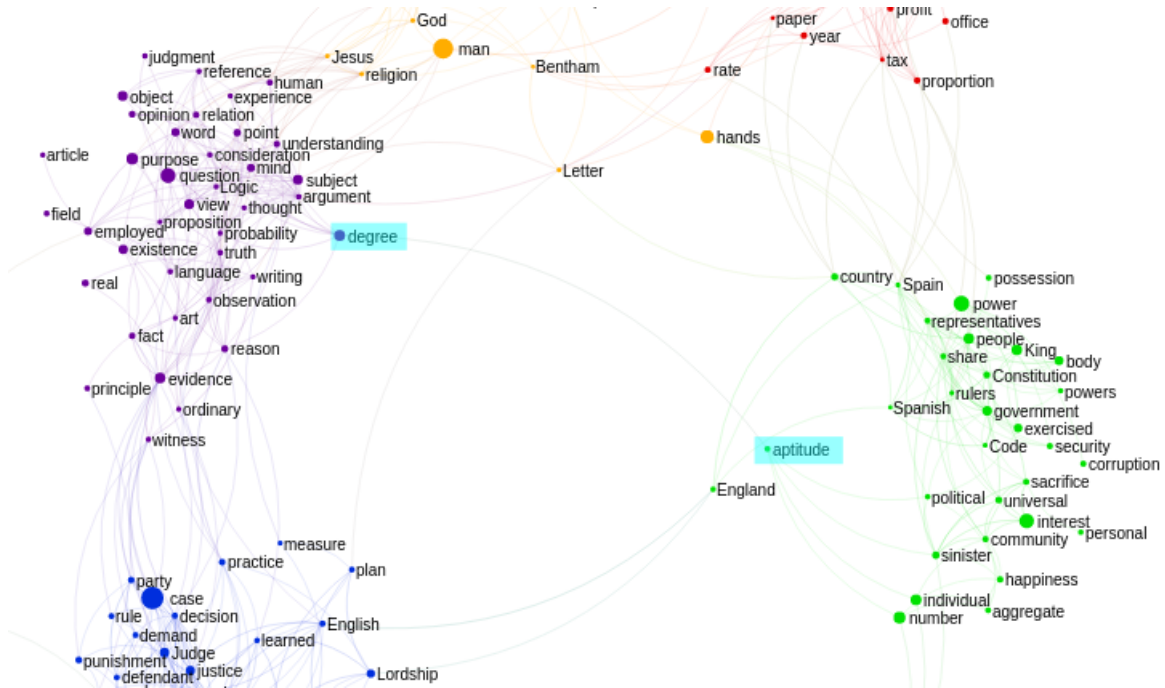 God
man
Jesus
religion
Bentham
paper
profit
office
year
tax
rate
proportion
judgment
reference
human
object
experience
opinion
relation
word
point
understanding
hands
article
purpose
consideration
mind
question
subject
Logic
argument
Letter
field
view
thought
proposition
employed
probability
degree
existence
truth
language
writing
real
observation
art
fact
reason
evidence
principle
ordinary
witness
country
Spain
possession
power
representatives
people
King
share
body
Constitution
rulers
powers
Spanish
government
exercised
Code
security
aptitude
corruption
England
sacrifice
political
universal
interest
personal
community
sinister
happiness
individual
aggregate
number
measure
practice
plan
party
case
rule
decision
English
demand
learned
Judge
punishment
justice
defendant
Lordship